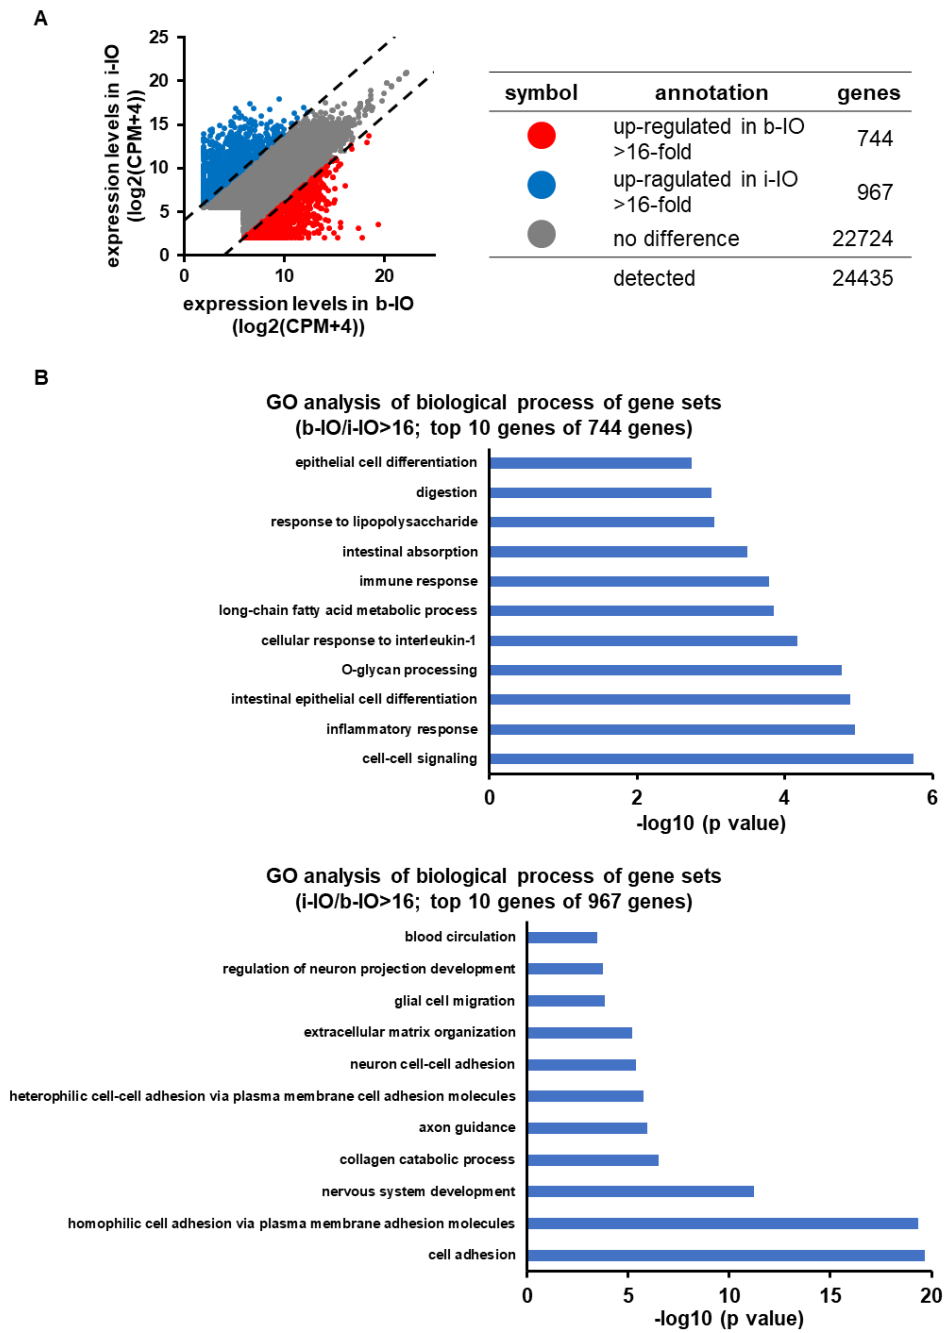 A
expression levels in i-IO
(log2(CPM+4))
25
20
15
10
5
0
0
10
20
expression levels in b-IO
(log2(CPM+4))
symbol annotation genes
up-regulated in b-IO
>16-fold
744
up-ragulated in i-IO
>16-fold
967
no difference 22724
detected 24435
B
GO analysis of biological process of gene sets
(b-IO/i-IO>16; top 10 genes of 744 genes)
epithelial cell differentiation
digestion
response to lipopolysaccharide
intestinal absorption
immune response
long-chain fatty acid metabolic process
cellular response to interleukin-1
O-glycan processing
intestinal epithelial cell differentiation
inflammatory response
cell-cell signaling
0 2 4 6
-log10 (p value)
GO analysis of biological process of gene sets
(i-IO/b-IO>16; top 10 genes of 967 genes)
blood circulation
regulation of neuron projection development
glial cell migration
extracellular matrix organization
neuron cell-cell adhesion
heterophilic cell-cell adhesion via plasma membrane cell adhesion molecules
axon guidance
collagen catabolic process
nervous system development
homophilic cell adhesion via plasma membrane adhesion molecules
cell adhesion
0 5 10 15 20
-log10 (p value)